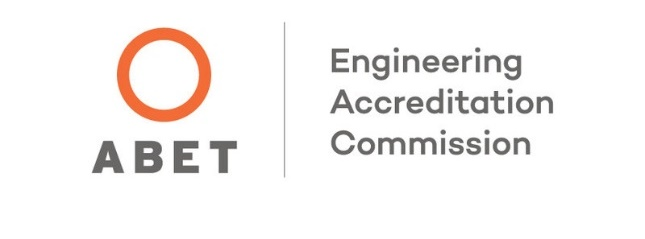 ABET
Engineering
Accreditation
Commission